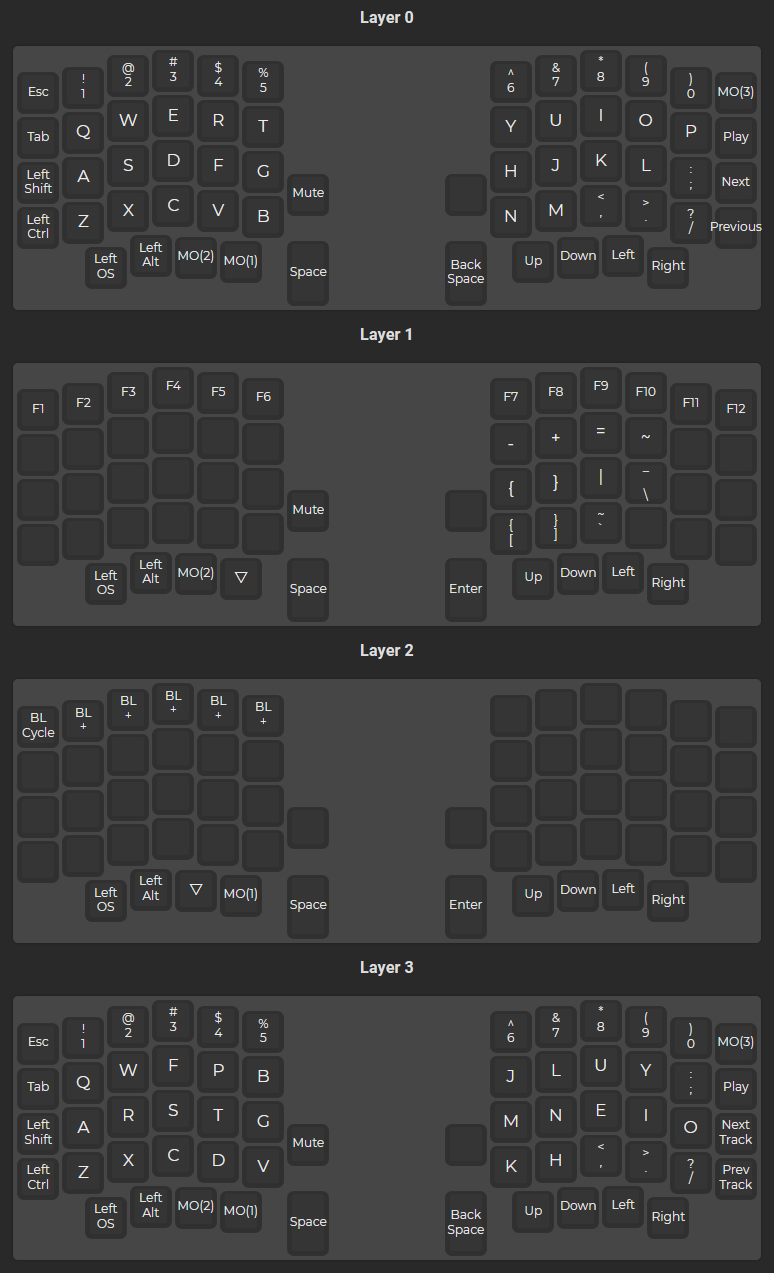 Layer 0
Esc ! 1 @ 2 # 3 $ 4 % 5 ^ 6 & 7 * 8 ( 9 ) 0 MO(3)
Tab Q W E R T Y U I O P Play
Left Shift A S D F G Mute H J K L : ; Next
Left Ctrl Z X C V B N M < , > . ? / Previous
Left OS Left Alt MO(2) MO(1) Space Back Space Up Down Left Right
Layer 1
F1 F2 F3 F4 F5 F6 F7 F8 F9 F10 F11 F12
- + = ~
Mute { } | _ \
{ [ } ] ~ `
Left OS Left Alt MO(2) ▽ Space Enter Up Down Left Right
Layer 2
BL Cycle BL + BL + BL + BL + BL +
Left OS Left Alt ▽ MO(1) Space Enter Up Down Left Right
Layer 3
Esc ! 1 @ 2 # 3 $ 4 % 5 ^ 6 & 7 * 8 ( 9 ) 0 MO(3)
Tab Q W F P B J L U Y : ; Play
Left Shift A R S T G Mute M N E I O Next Track
Left Ctrl Z X C D V K H < , > . ? / Prev Track
Left OS Left Alt MO(2) MO(1) Space Back Space Up Down Left Right